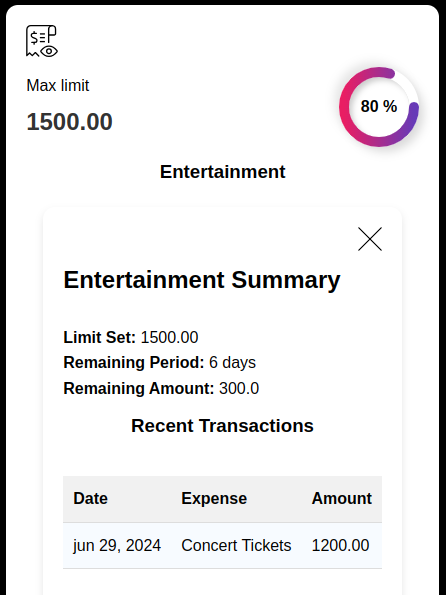 Max limit
1500.00
80 %
Entertainment
Entertainment Summary
Limit Set: 1500.00
Remaining Period: 6 days
Remaining Amount: 300.0
Recent Transactions
Date Expense Amount
jun 29, 2024 Concert Tickets 1200.00